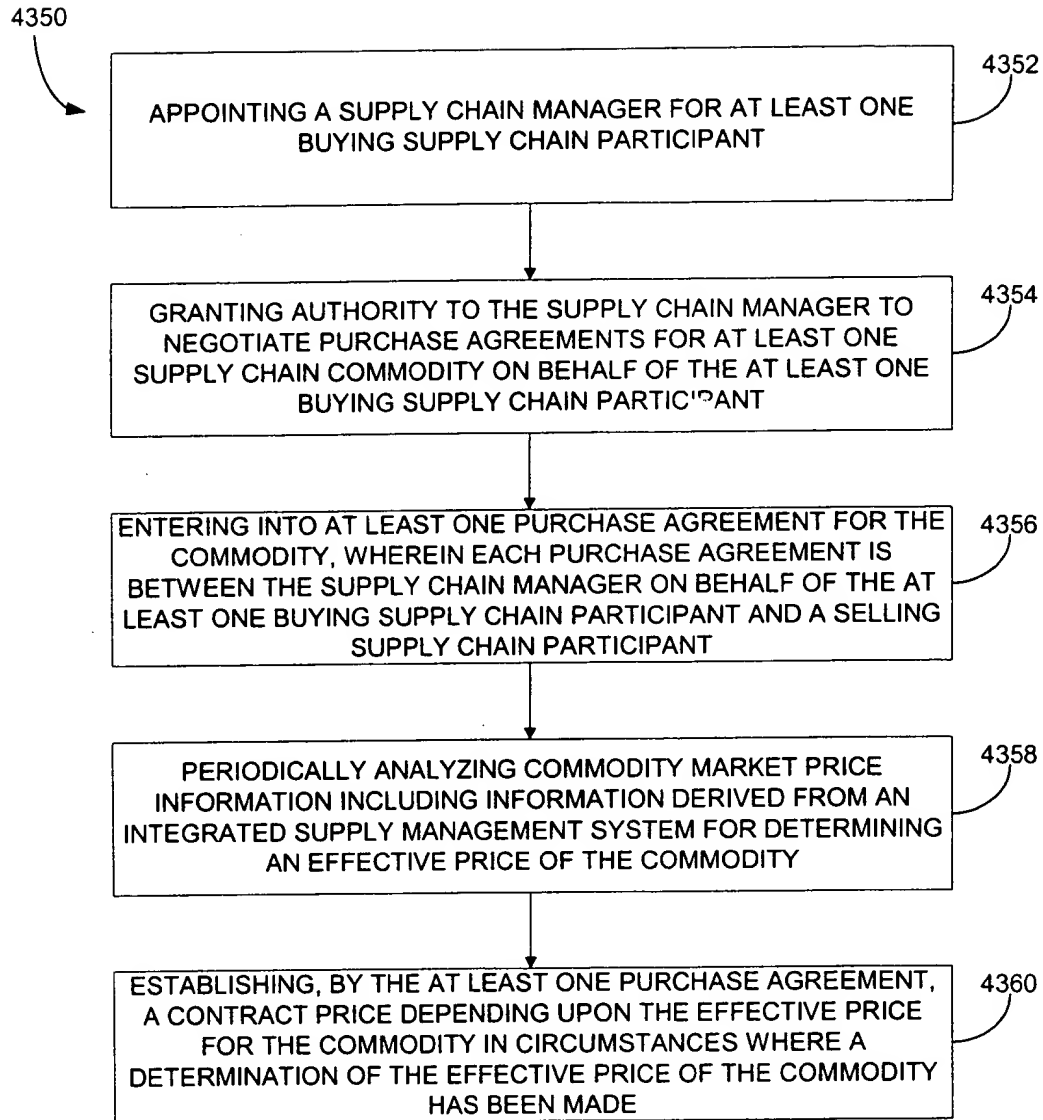 4350
4352
APPOINTING A SUPPLY CHAIN MANAGER FOR AT LEAST ONE
BUYING SUPPLY CHAIN PARTICIPANT
4354
GRANTING AUTHORITY TO THE SUPPLY CHAIN MANAGER TO
NEGOTIATE PURCHASE AGREEMENTS FOR AT LEAST ONE
SUPPLY CHAIN COMMODITY ON BEHALF OF THE AT LEAST ONE
BUYING SUPPLY CHAIN PARTICIPANT
4356
ENTERING INTO AT LEAST ONE PURCHASE AGREEMENT FOR THE
COMMODITY, WHEREIN EACH PURCHASE AGREEMENT IS
BETWEEN THE SUPPLY CHAIN MANAGER ON BEHALF OF THE AT
LEAST ONE BUYING SUPPLY CHAIN PARTICIPANT AND A SELLING
SUPPLY CHAIN PARTICIPANT
4358
PERIODICALLY ANALYZING COMMODITY MARKET PRICE
INFORMATION INCLUDING INFORMATION DERIVED FROM AN
INTEGRATED SUPPLY MANAGEMENT SYSTEM FOR DETERMINING
AN EFFECTIVE PRICE OF THE COMMODITY
4360
ESTABLISHING, BY THE AT LEAST ONE PURCHASE AGREEMENT,
A CONTRACT PRICE DEPENDING UPON THE EFFECTIVE PRICE
FOR THE COMMODITY IN CIRCUMSTANCES WHERE A
DETERMINATION OF THE EFFECTIVE PRICE OF THE COMMODITY
HAS BEEN MADE